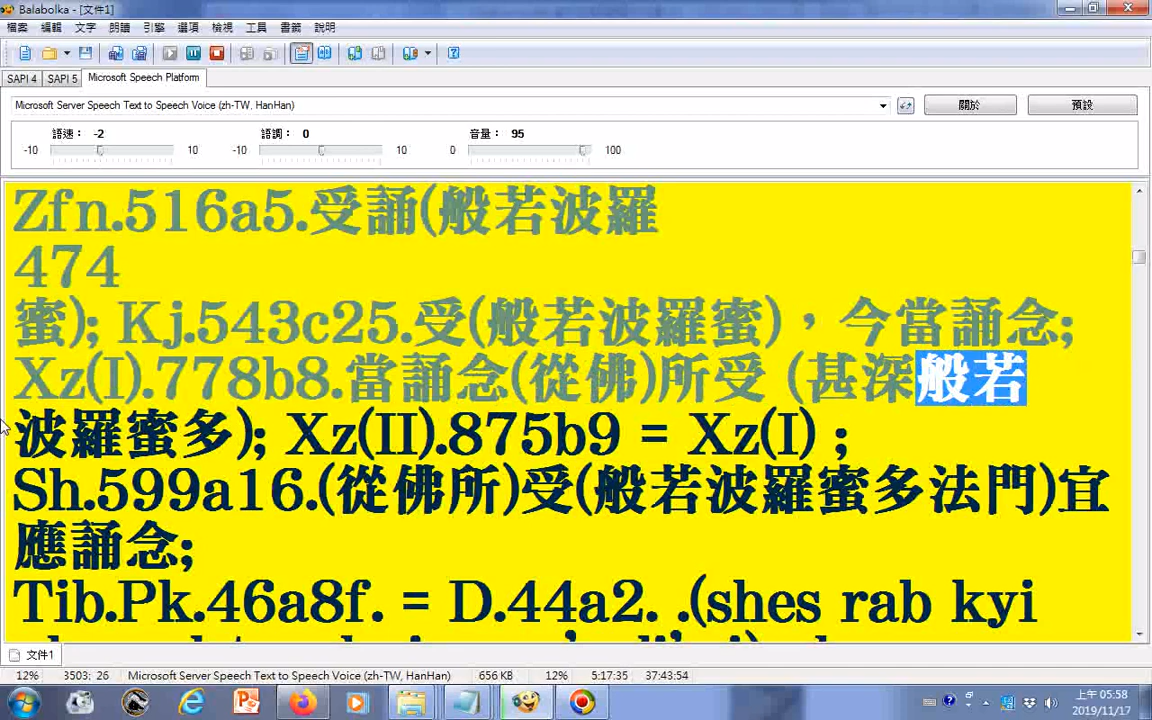 Balabolka - [文件1]
檔案 編輯 文字 朗讀 引擎 選項 檢視 工具 書籤 說明
SAPI 4 SAPI 5 Microsoft Speech Platform
Microsoft Server Speech Text to Speech Voice (zh-TW, HanHan)
關於 預設
語速： -2 語調： 0 音量： 95
-10 10 -10 10 0 100
Zfn.516a5.受誦(般若波羅
474
蜜); Kj.543c25.受(般若波羅蜜)，今當誦念;
Xz(I).778b8.當誦念(從佛)所受 (甚深般若
波羅蜜多); Xz(II).875b9 = Xz(I) ;
Sh.599a16.(從佛所)受(般若波羅蜜多法門)宜
應誦念;
Tib.Pk.46a8f. = D.44a2. .(shes rab kyi
文件1
12% 3503: 26 Microsoft Server Speech Text to Speech Voice (zh-TW, HanHan) 656 KB 12% 5:17:35 37:43:54
上午 05:58
2019/11/17